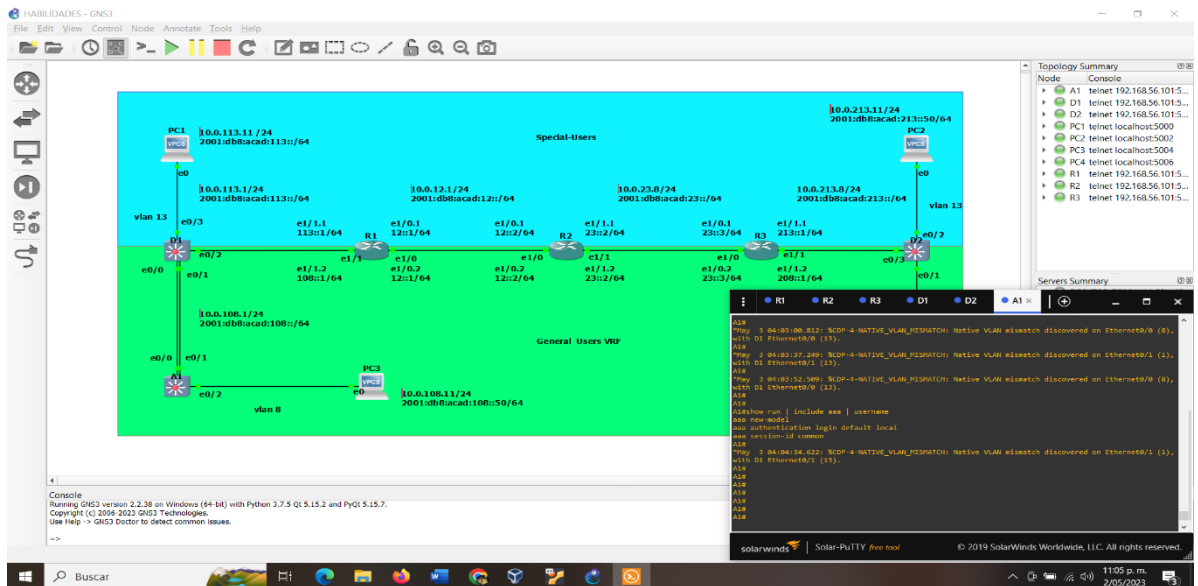 HABILIDADES - GNS3
File Edit View Control Node Annotate Tools Help
Topology Summary
Node Console
A1 telnet 192.168.56.101:5...
D1 telnet 192.168.56.101:5...
D2 telnet 192.168.56.101:5...
PC1 telnet localhost:5000
PC2 telnet localhost:5002
PC3 telnet localhost:5004
PC4 telnet localhost:5006
R1 telnet 192.168.56.101:5...
R2 telnet 192.168.56.101:5...
R3 telnet 192.168.56.101:5...
Servers Summary
10.0.213.11/24
2001:db8:acad:213::50/64
PC1
10.0.113.11 /24
2001:db8:acad:113::/64
VPCS
Special-Users
PC2
VPCS
e0
e0
10.0.113.1/24
2001:db8:acad:113::/64
10.0.12.1/24
2001:db8:acad:12::/64
10.0.23.8/24
2001:db8:acad:23::/64
10.0.213.8/24
2001:db8:acad:213::/64
vlan 13
vlan 13
e0/3
e1/1.1
113::1/64
R1
e1/0.1
12::1/64
e1/0.1
12::2/64
R2
e1/1.1
23::2/64
e1/0.1
23::3/64
R3
e1/1.1
213::1/64
e0/2
D1
D2
e0/2
e1/1
e1/0
e1/0
e1/1
e1/0
e1/1
e0/3
e0/0
e0/1
e1/1.2
108::1/64
e1/0.2
12::1/64
e1/0.2
12::2/64
e1/1.2
23::2/64
e1/0.2
23::3/64
e1/1.2
208::1/64
e0/1
10.0.108.1/24
2001:db8:acad:108::/64
General Users VRF
e0/0
e0/1
A1
e0/2
PC3
VPCS
e0
vlan 8
10.0.108.11/24
2001:db8:acad:108::50/64
R1 R2 R3 D1 D2 A1
A1#
*May 3 04:03:00.812: %CDP-4-NATIVE_VLAN_MISMATCH: Native VLAN mismatch discovered on Ethernet0/0 (8),
with D1 Ethernet0/0 (13).
A1#
*May 3 04:03:37.249: %CDP-4-NATIVE_VLAN_MISMATCH: Native VLAN mismatch discovered on Ethernet0/1 (1),
with D1 Ethernet0/1 (13).
A1#
*May 3 04:03:52.509: %CDP-4-NATIVE_VLAN_MISMATCH: Native VLAN mismatch discovered on Ethernet0/0 (8),
with D1 Ethernet0/0 (13).
A1#
A1#
A1#show run | include aaa | username
aaa new-model
aaa authentication login default local
aaa session-id common
A1#
*May 3 04:04:34.622: %CDP-4-NATIVE_VLAN_MISMATCH: Native VLAN mismatch discovered on Ethernet0/1 (1),
with D1 Ethernet0/1 (13).
A1#
A1#
A1#
A1#
A1#
A1#
A1#
solarwinds Solar-PuTTY free tool © 2019 SolarWinds Worldwide, LLC. All rights reserved.
Console
Running GNS3 version 2.2.38 on Windows (64-bit) with Python 3.7.5 Qt 5.15.2 and PyQt 5.15.7.
Copyright (c) 2006-2023 GNS3 Technologies.
Use Help -> GNS3 Doctor to detect common issues.
=>
Buscar
11:05 p. m.
2/05/2023
3